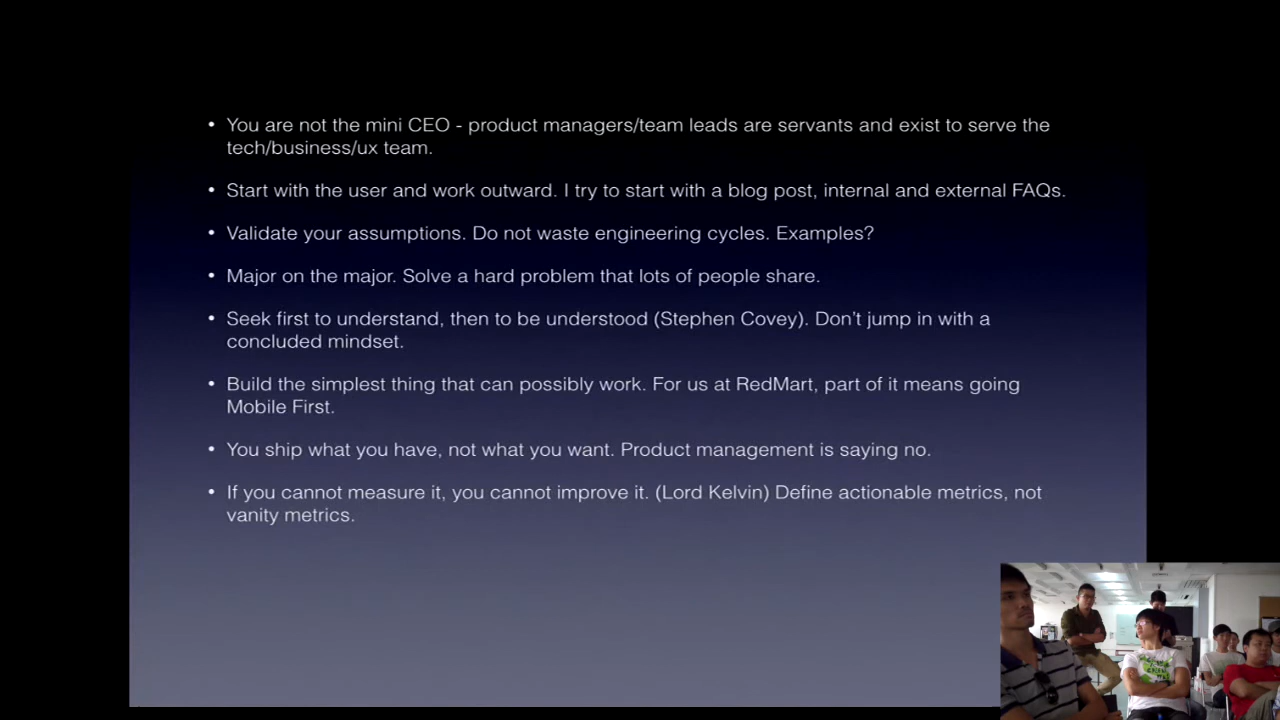 • You are not the mini CEO - product managers/team leads are servants and exist to serve the
tech/business/ux team.
• Start with the user and work outward. I try to start with a blog post, internal and external FAQs.
• Validate your assumptions. Do not waste engineering cycles. Examples?
• Major on the major. Solve a hard problem that lots of people share.
• Seek first to understand, then to be understood (Stephen Covey). Don't jump in with a
concluded mindset.
• Build the simplest thing that can possibly work. For us at RedMart, part of it means going
Mobile First.
• You ship what you have, not what you want. Product management is saying no.
• If you cannot measure it, you cannot improve it. (Lord Kelvin) Define actionable metrics, not
vanity metrics.